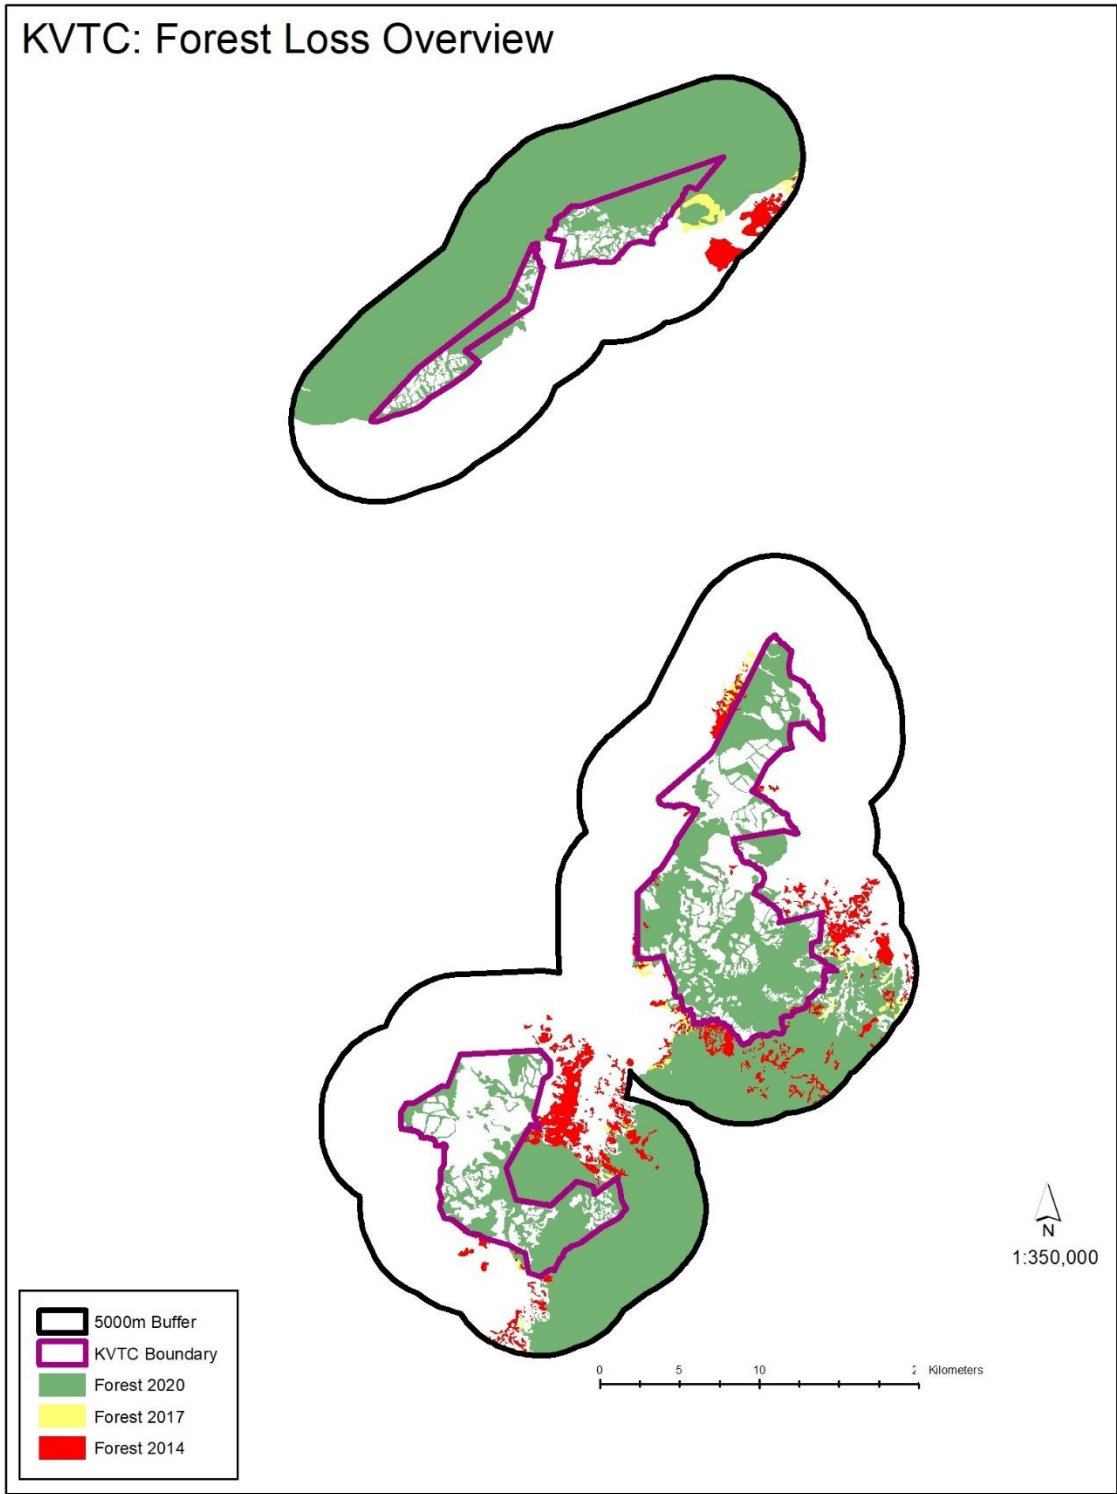 KVTC: Forest Loss Overview
N
1:350,000
5000m Buffer
KVTC Boundary
Forest 2020
Forest 2017
Forest 2014
0 5 10 Kilometers